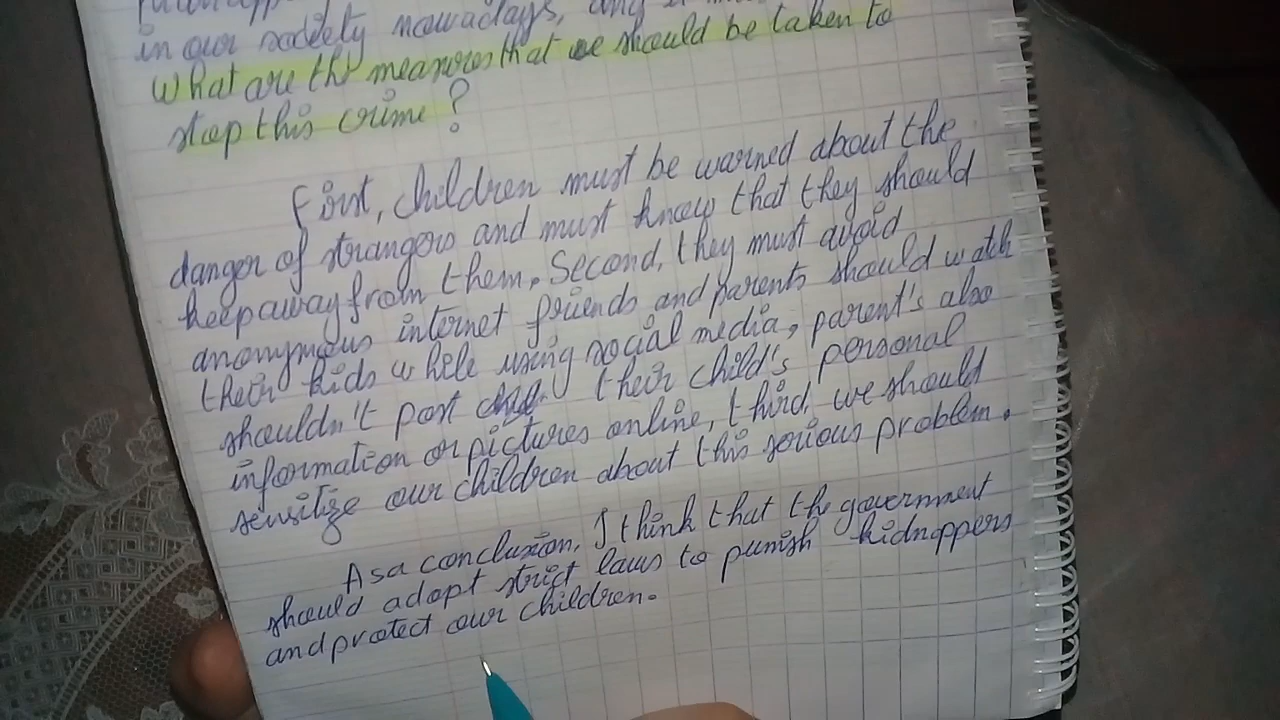 in our society nowadays, any
What are the measures that we should be taken to
stop this crime?
First, children must be warned about the
danger of strangers and must know that they should
keep away from them. Second, they must avoid
anonymous internet friends and parents should watch
their kids while using social media, parent's also
shouldn't post their child's personal
information or pictures online, third, we should
sensitize our children about this serious problem.
As a concluxion, I think that the government
should adopt strict laws to punish kidnappers
and protect our children.